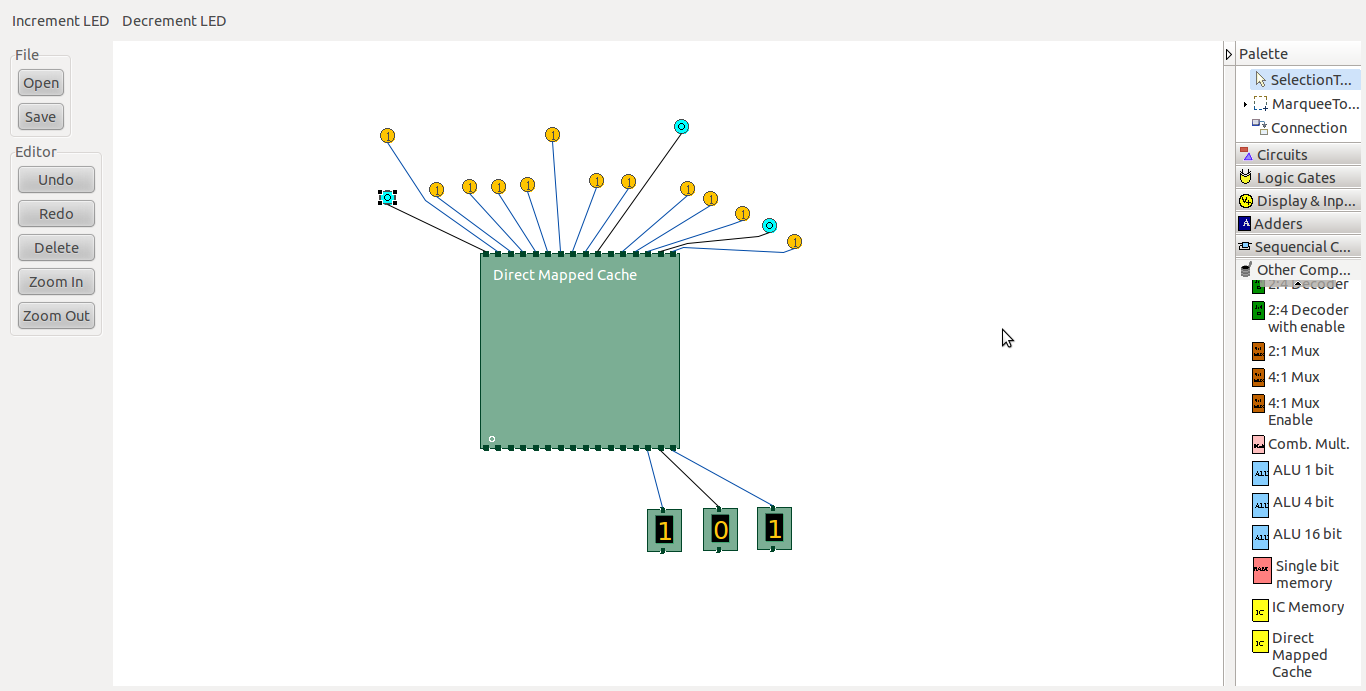 Increment LED Decrement LED
File
Open
Save
Editor
Undo
Redo
Delete
Zoom In
Zoom Out
1
1
0
0
1
1
1
1
1
1
1
1
1
0
1
Direct Mapped Cache
1 0 1
Palette
SelectionT...
MarqueeTo...
Connection
Circuits
Logic Gates
Display & Inp...
Adders
Sequential C...
Other Comp...
2:4 Decoder
2:4 Decoder
with enable
2:1 Mux
4:1 Mux
4:1 Mux
Enable
Comb. Mult.
ALU 1 bit
ALU 4 bit
ALU 16 bit
Single bit
memory
IC Memory
Direct
Mapped
Cache